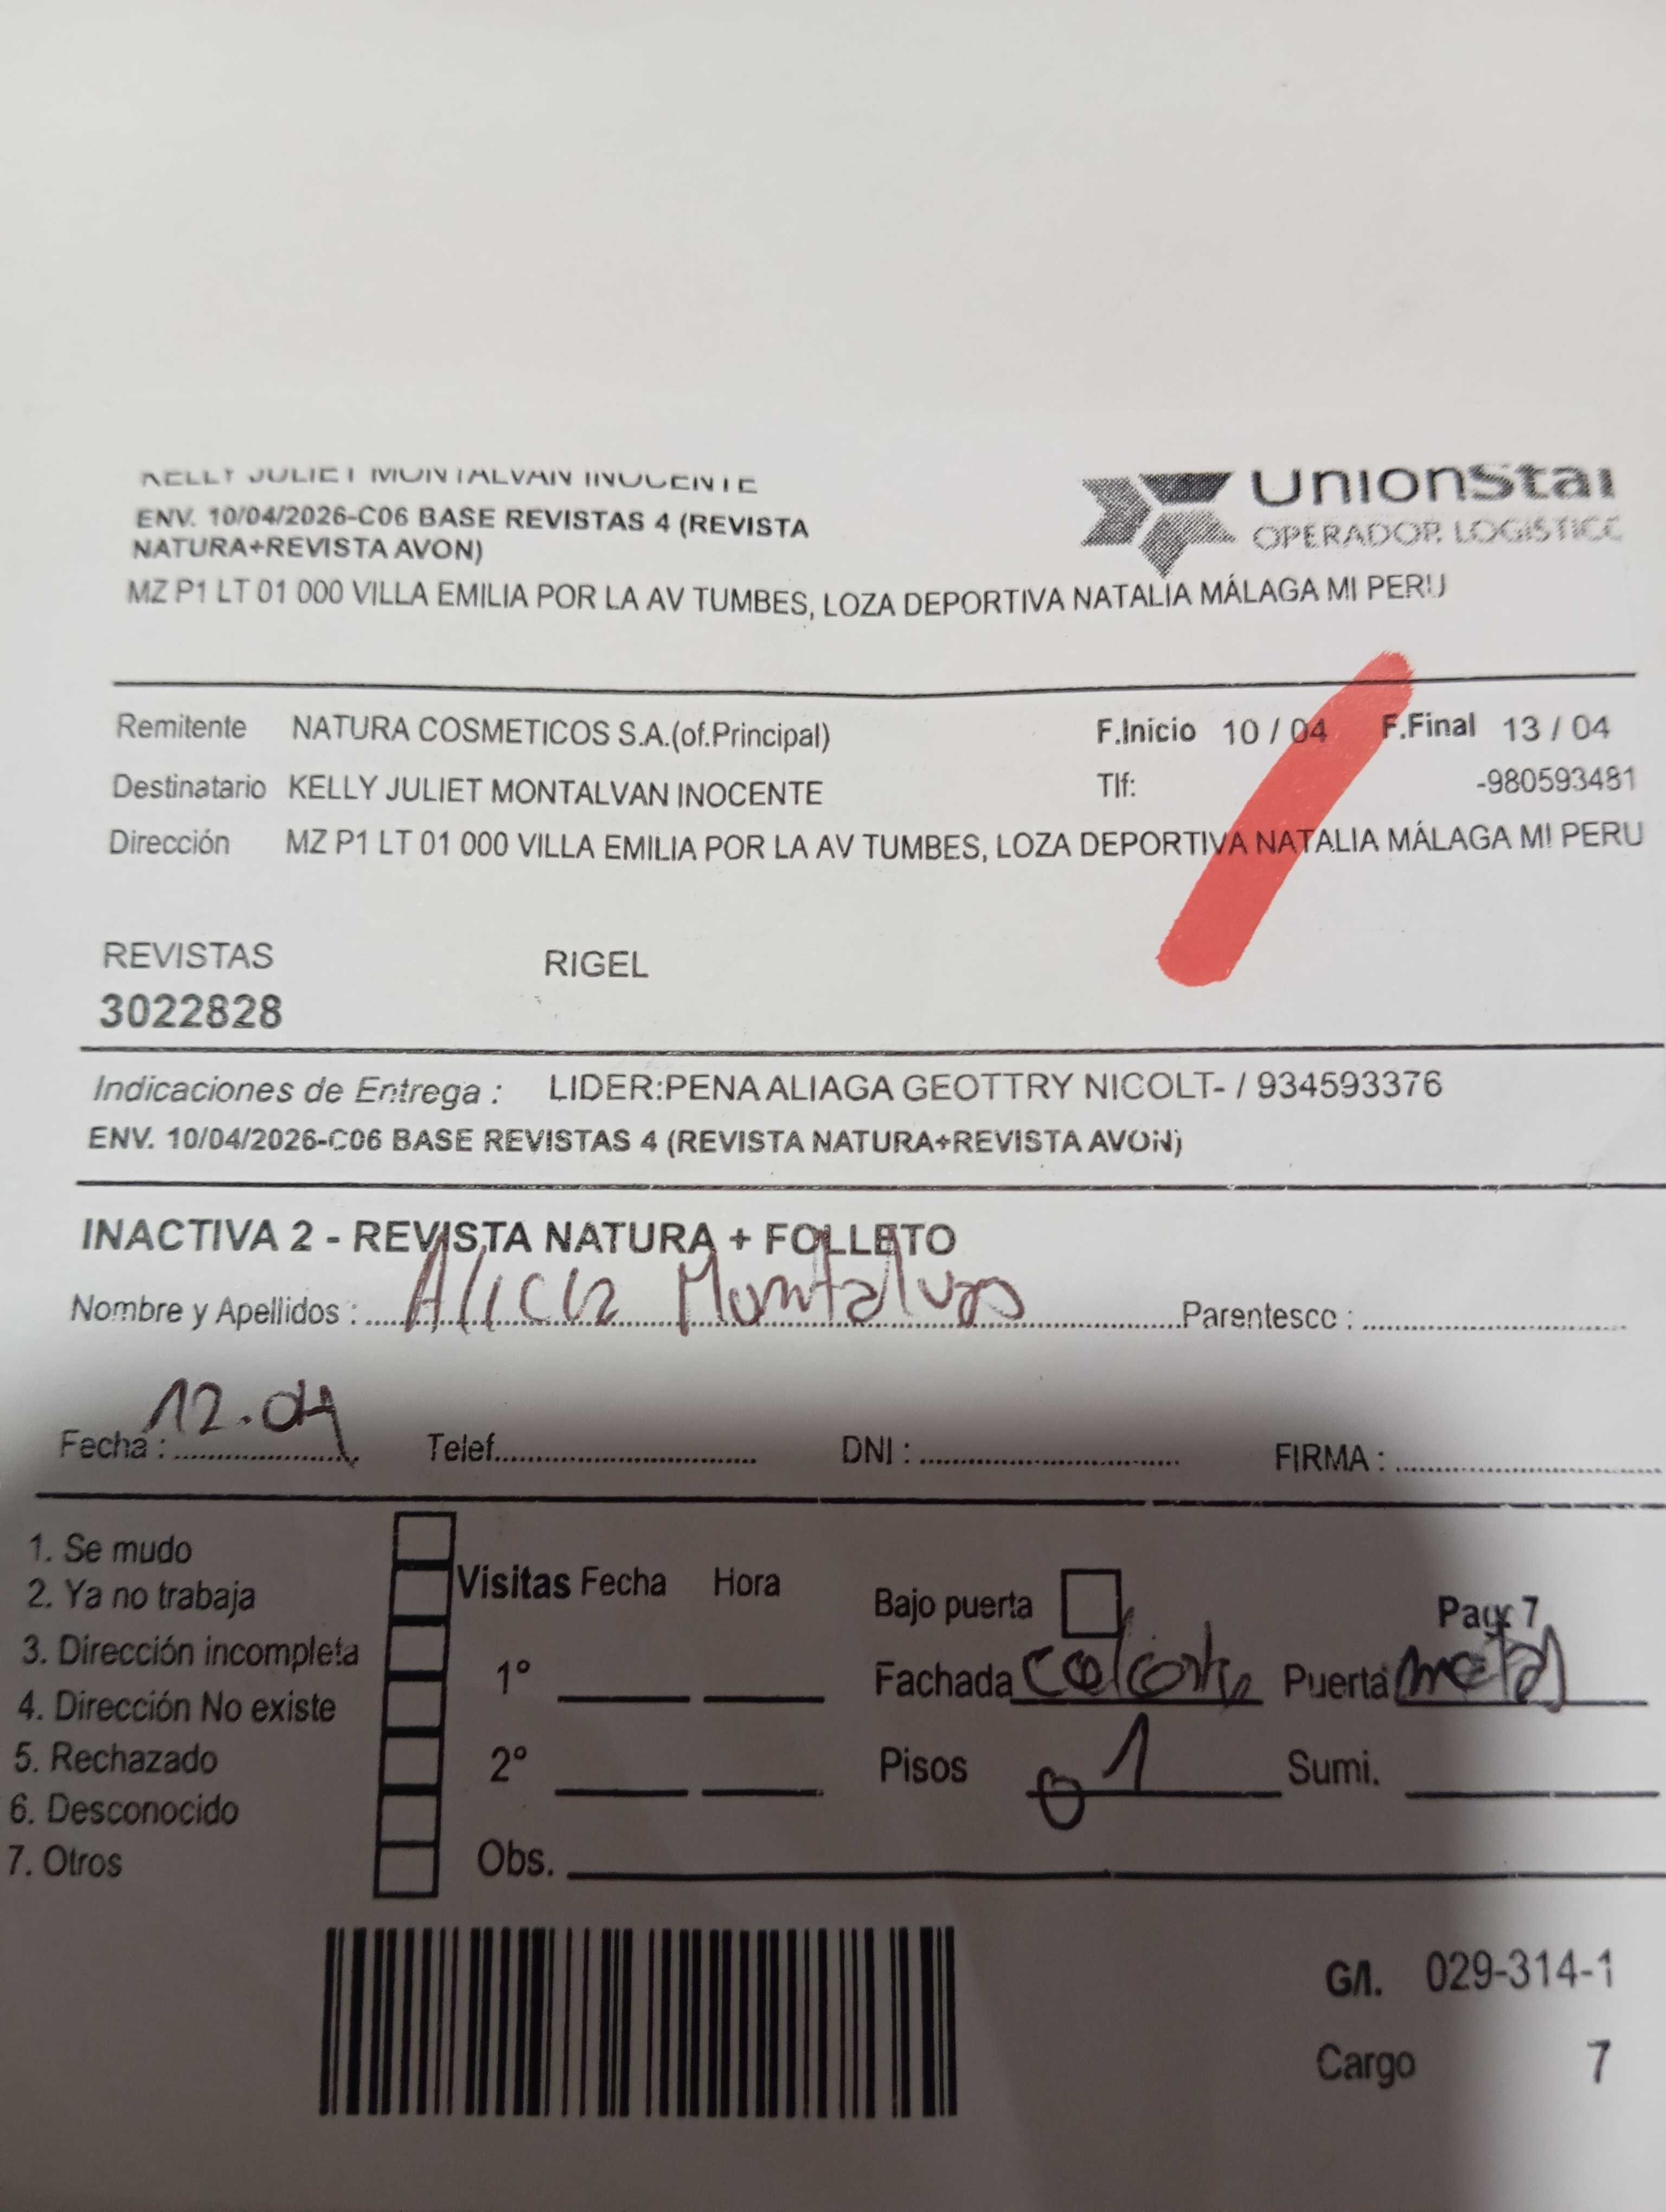 KELLY JULIET MONTALVAN INOCENTE
UnionStar
ENV. 10/04/2026-C06 BASE REVISTAS 4 (REVISTA
NATURA+REVISTA AVON)
OPERADOR LOGISTICO
MZ P1 LT 01 000 VILLA EMILIA POR LA AV TUMBES, LOZA DEPORTIVA NATALIA MÁLAGA MI PERU
Remitente NATURA COSMETICOS S.A.(of.Principal) F.Inicio 10 / 04 F.Final 13 / 04
Destinatario KELLY JULIET MONTALVAN INOCENTE Tlf: -980593481
Dirección MZ P1 LT 01 000 VILLA EMILIA POR LA AV TUMBES, LOZA DEPORTIVA NATALIA MÁLAGA MI PERU
REVISTAS RIGEL
3022828
Indicaciones de Entrega : LIDER:PENA ALIAGA GEOTTRY NICOLT- / 934593376
ENV. 10/04/2026-C06 BASE REVISTAS 4 (REVISTA NATURA+REVISTA AVON)
INACTIVA 2 - REVISTA NATURA + FOLLETO
Nombre y Apellidos : Alicia Montalvan Parentesco :
Fecha : 12.04 Telef. DNI : FIRMA :
1. Se mudo
2. Ya no trabaja
3. Dirección incompleta
4. Dirección No existe
5. Rechazado
6. Desconocido
7. Otros
Visitas Fecha Hora
1°
2°
Obs.
Bajo puerta
Fachada Puerta metal
Pisos 01 Sumi.
G/I. 029-314-1
Cargo 7